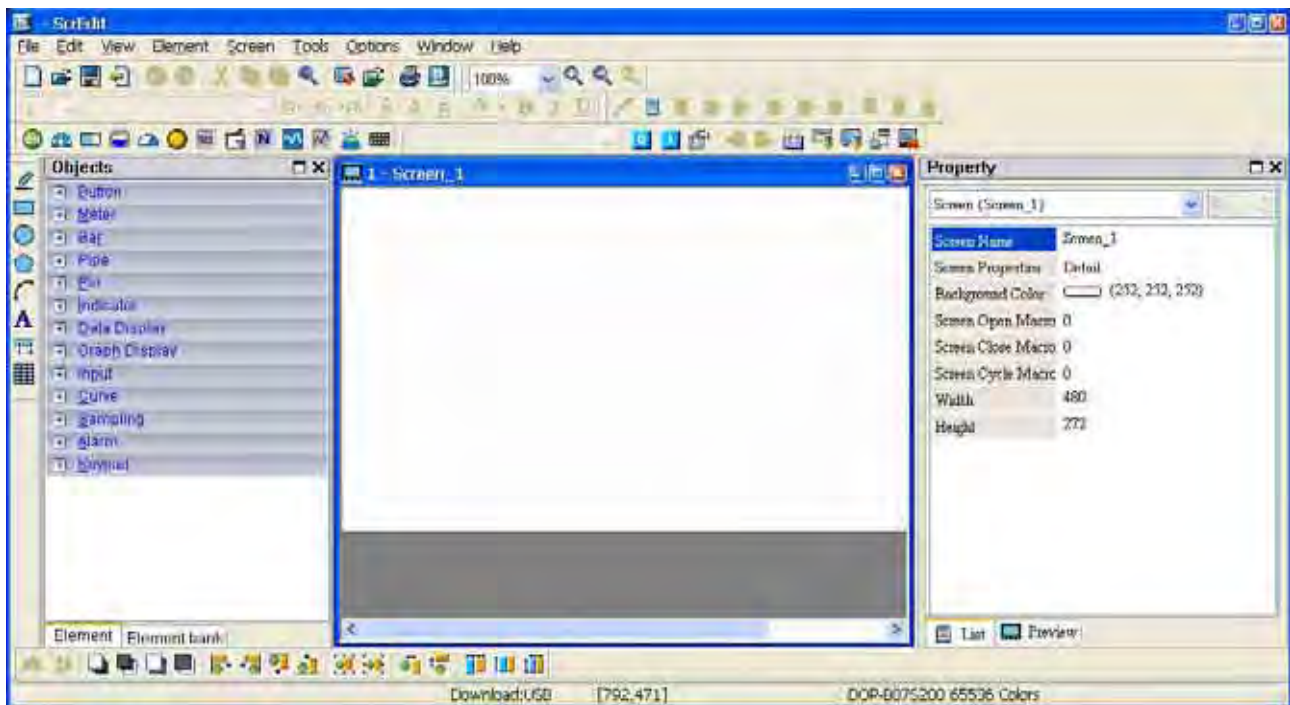 - ScrEdit
File Edit View Element Screen Tools Options Window Help
100%
Objects
Button
Meter
Bar
Pipe
Pie
Indicator
Data Display
Graph Display
Input
Curve
Sampling
Alarm
Keypad
Element Element bank
1 - Screen_1
Property
Screen (Screen_1)
Screen Name Screen_1
Screen Properties Detail
Background Color (252, 252, 252)
Screen Open Macro 0
Screen Close Macro 0
Screen Cycle Macro 0
Width 480
Height 272
List Preview
Download:USB [792,471] DOP-B07S200 65536 Colors